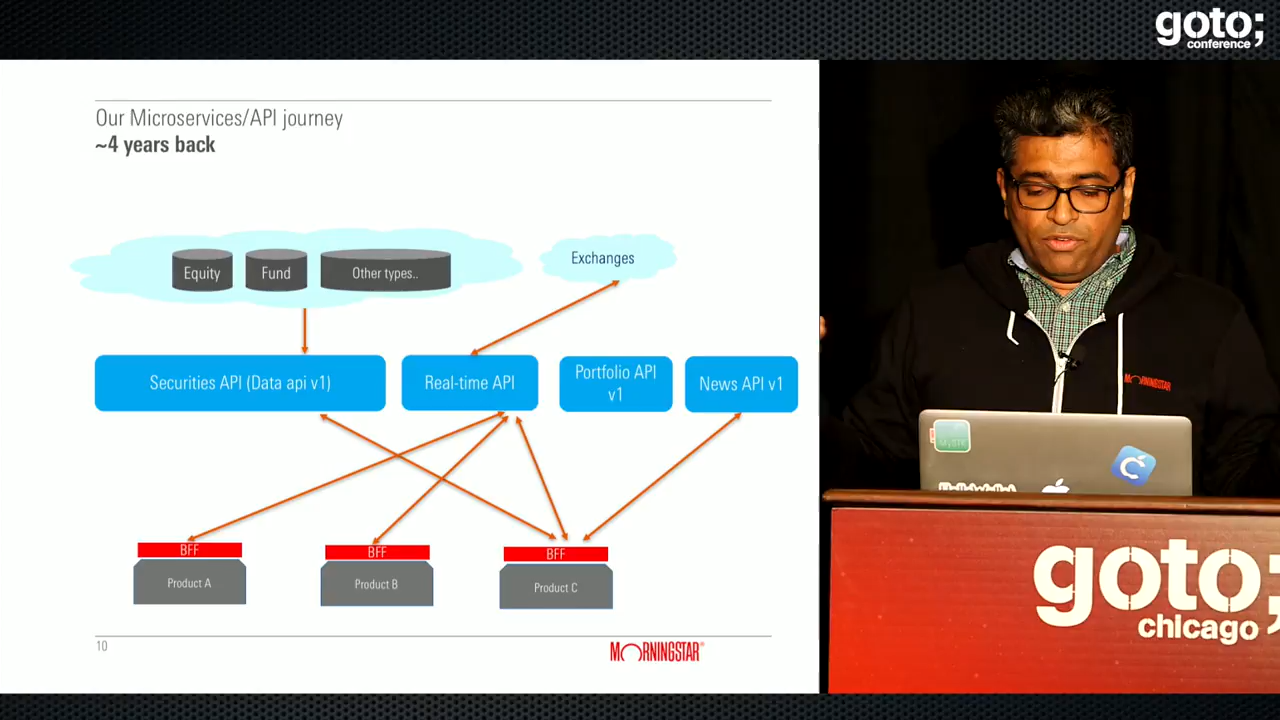 goto;
conference
Our Microservices/API journey
~4 years back
Equity
Fund
Other types..
Exchanges
Securities API (Data api v1)
Real-time API
Portfolio API
v1
News API v1
BFF
BFF
BFF
Product A
Product B
Product C
10
MORNINGSTAR®
MORNINGSTAR
goto;
chicago